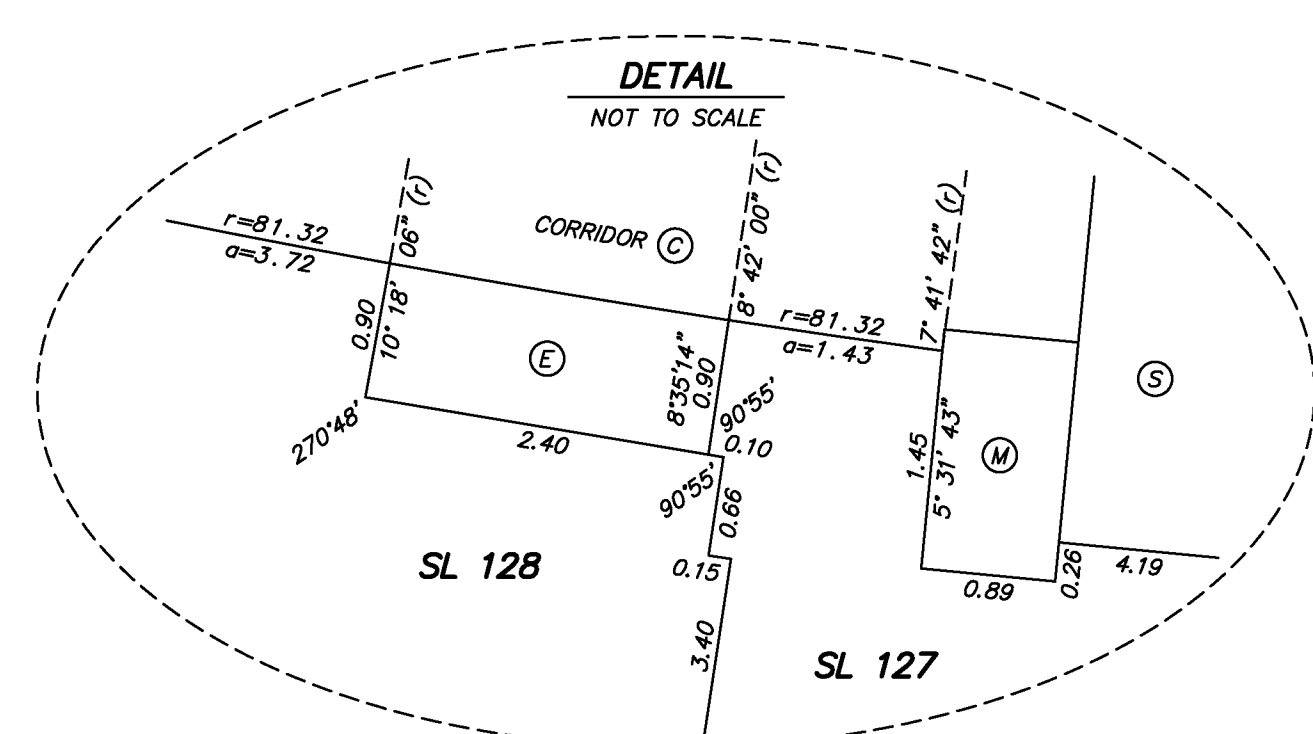 DETAIL
NOT TO SCALE
r=81.32
a=3.72
06" (r)
10° 18'
0.90
CORRIDOR C
8° 42' 00" (r)
r=81.32
a=1.43
7° 41' 42" (r)
E
8°35'14"
0.90
90°55'
0.10
S
270°48'
2.40
90°55'
0.66
1.45
5° 31' 43"
M
SL 128
0.15
0.89
0.26
4.19
3.40
SL 127